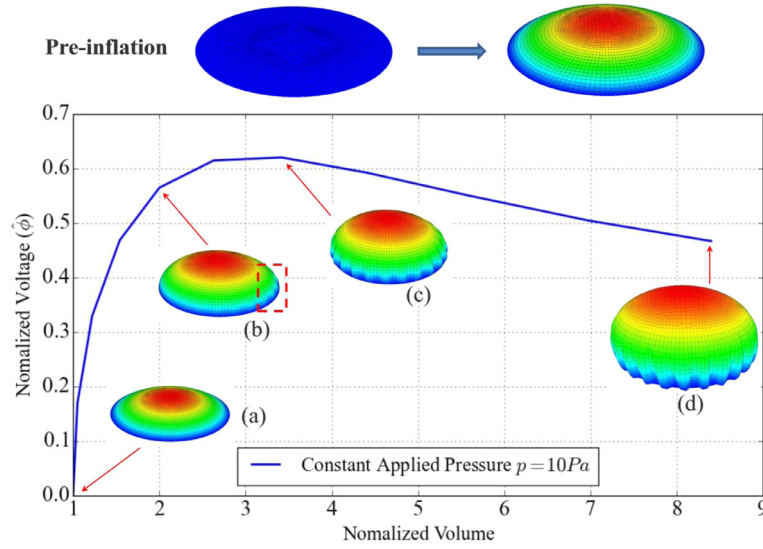 Pre-inflation
0.7
0.6
0.5
0.4
0.3
0.2
0.1
0.0
Nomalized Voltage (ϕ̂)
(a)
(b)
(c)
(d)
Constant Applied Pressure p = 10Pa
1 2 3 4 5 6 7 8 9
Nomalized Volume